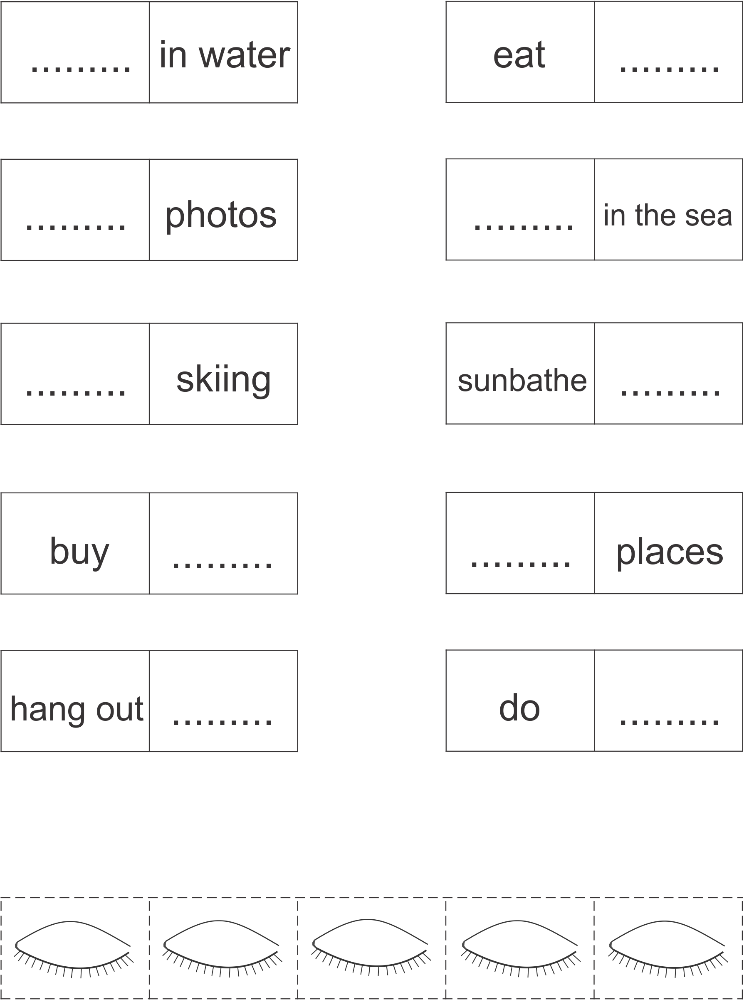 ......... in water
eat .........
......... photos
......... in the sea
......... skiing
sunbathe .........
buy .........
......... places
hang out .........
do .........